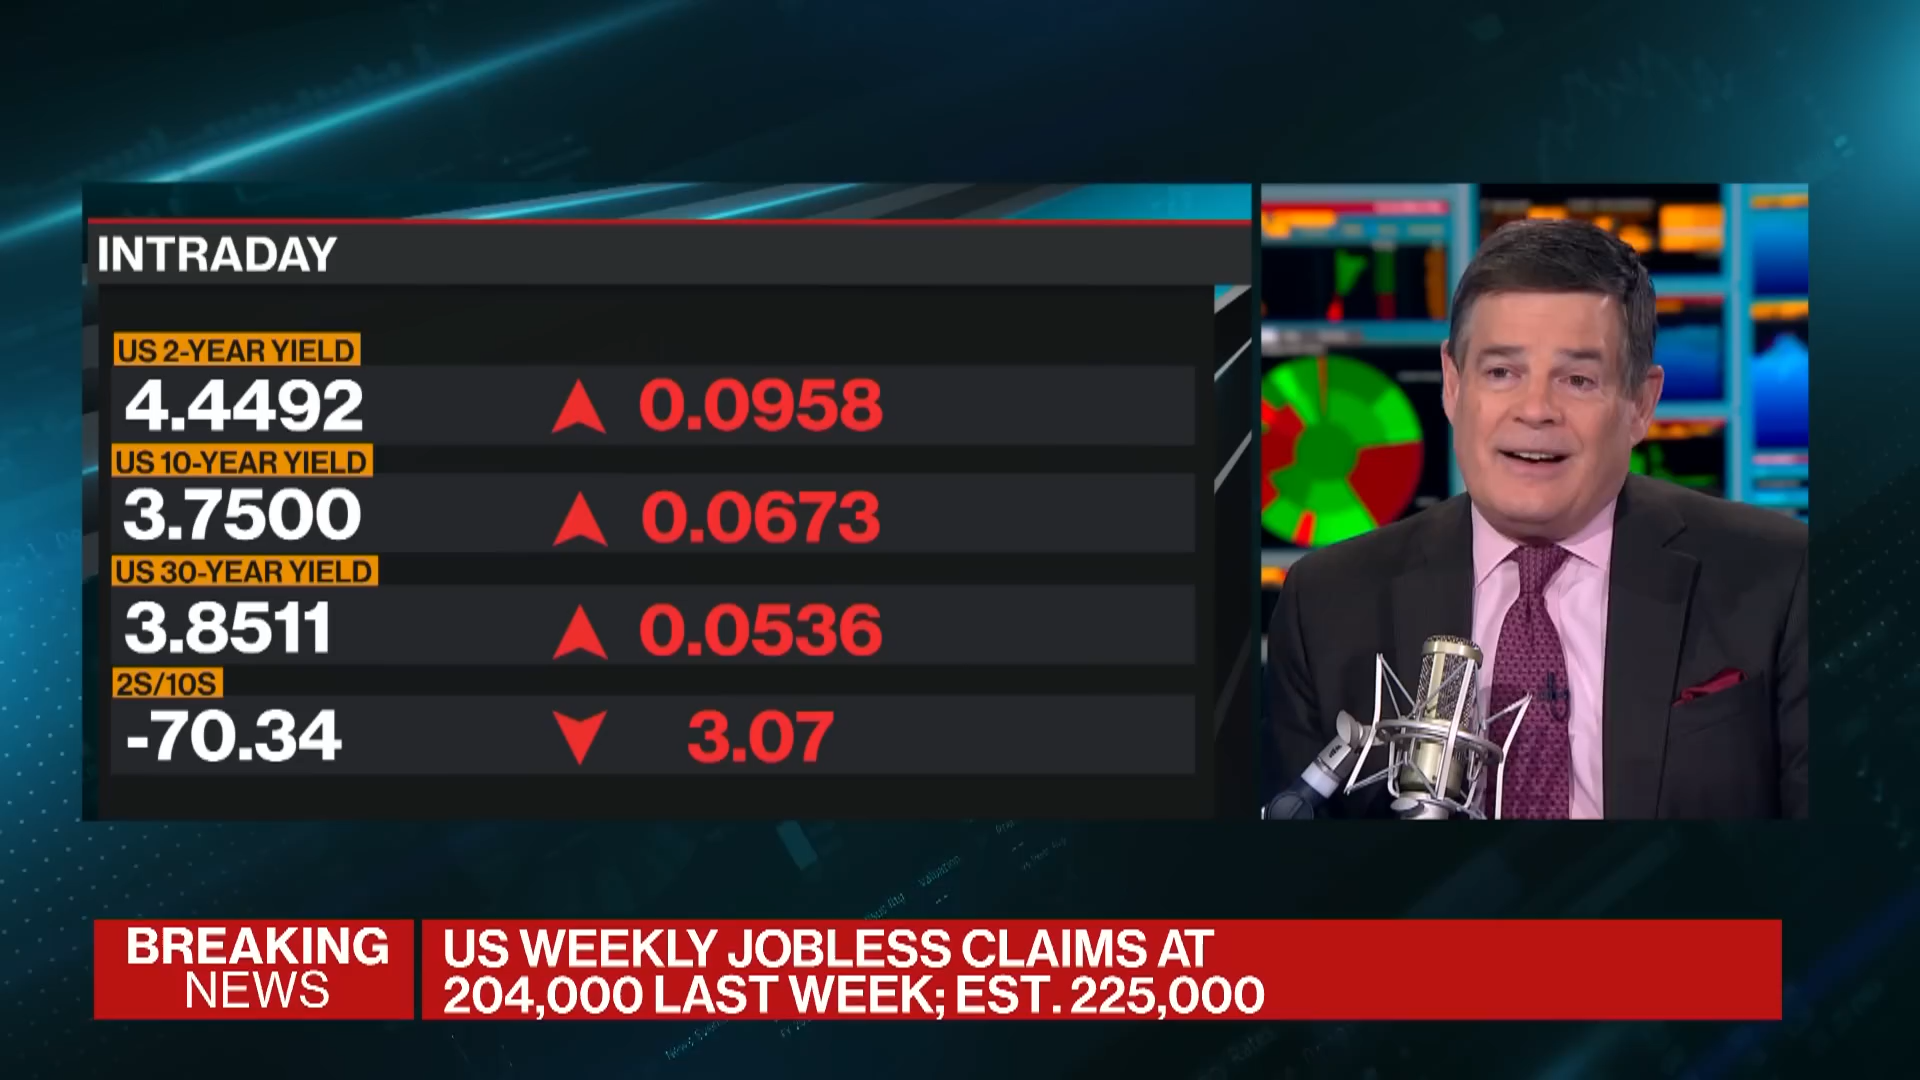 INTRADAY
US 2-YEAR YIELD
4.4492 ▲ 0.0958
US 10-YEAR YIELD
3.7500 ▲ 0.0673
US 30-YEAR YIELD
3.8511 ▲ 0.0536
2S/10S
-70.34 ▼ 3.07
Valuation
BREAKING
NEWS
US WEEKLY JOBLESS CLAIMS AT
204,000 LAST WEEK; EST. 225,000